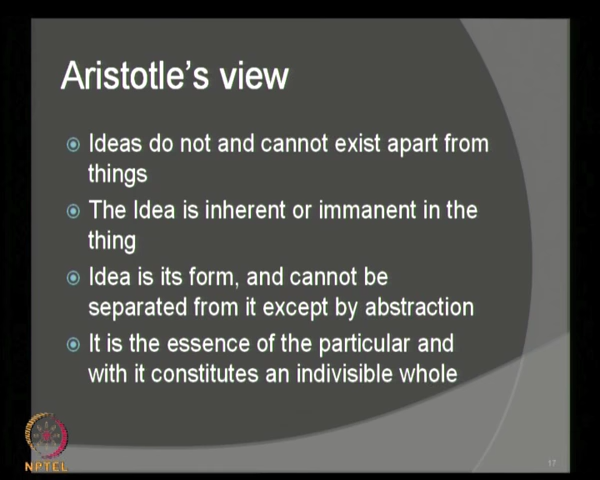 Aristotle's view
Ideas do not and cannot exist apart from
things
The Idea is inherent or immanent in the
thing
Idea is its form, and cannot be
separated from it except by abstraction
It is the essence of the particular and
with it constitutes an indivisible whole
NPTEL
17